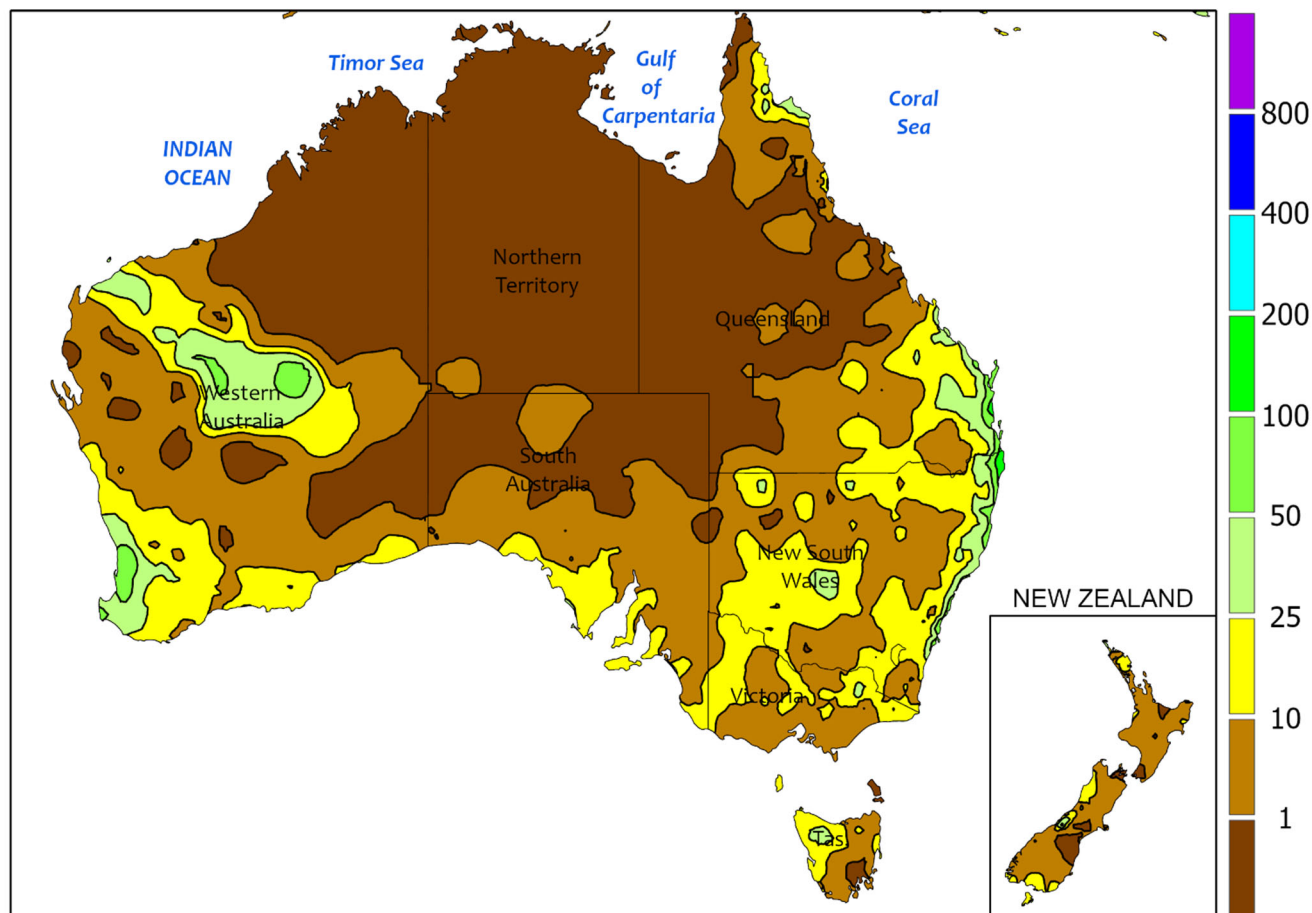 Timor Sea
Gulf
of
Carpentaria
Coral
Sea
INDIAN
OCEAN
Northern
Territory
Queensland
Western
Australia
South
Australia
New South
Wales
Victoria
Tas
NEW ZEALAND
800
400
200
100
50
25
10
1